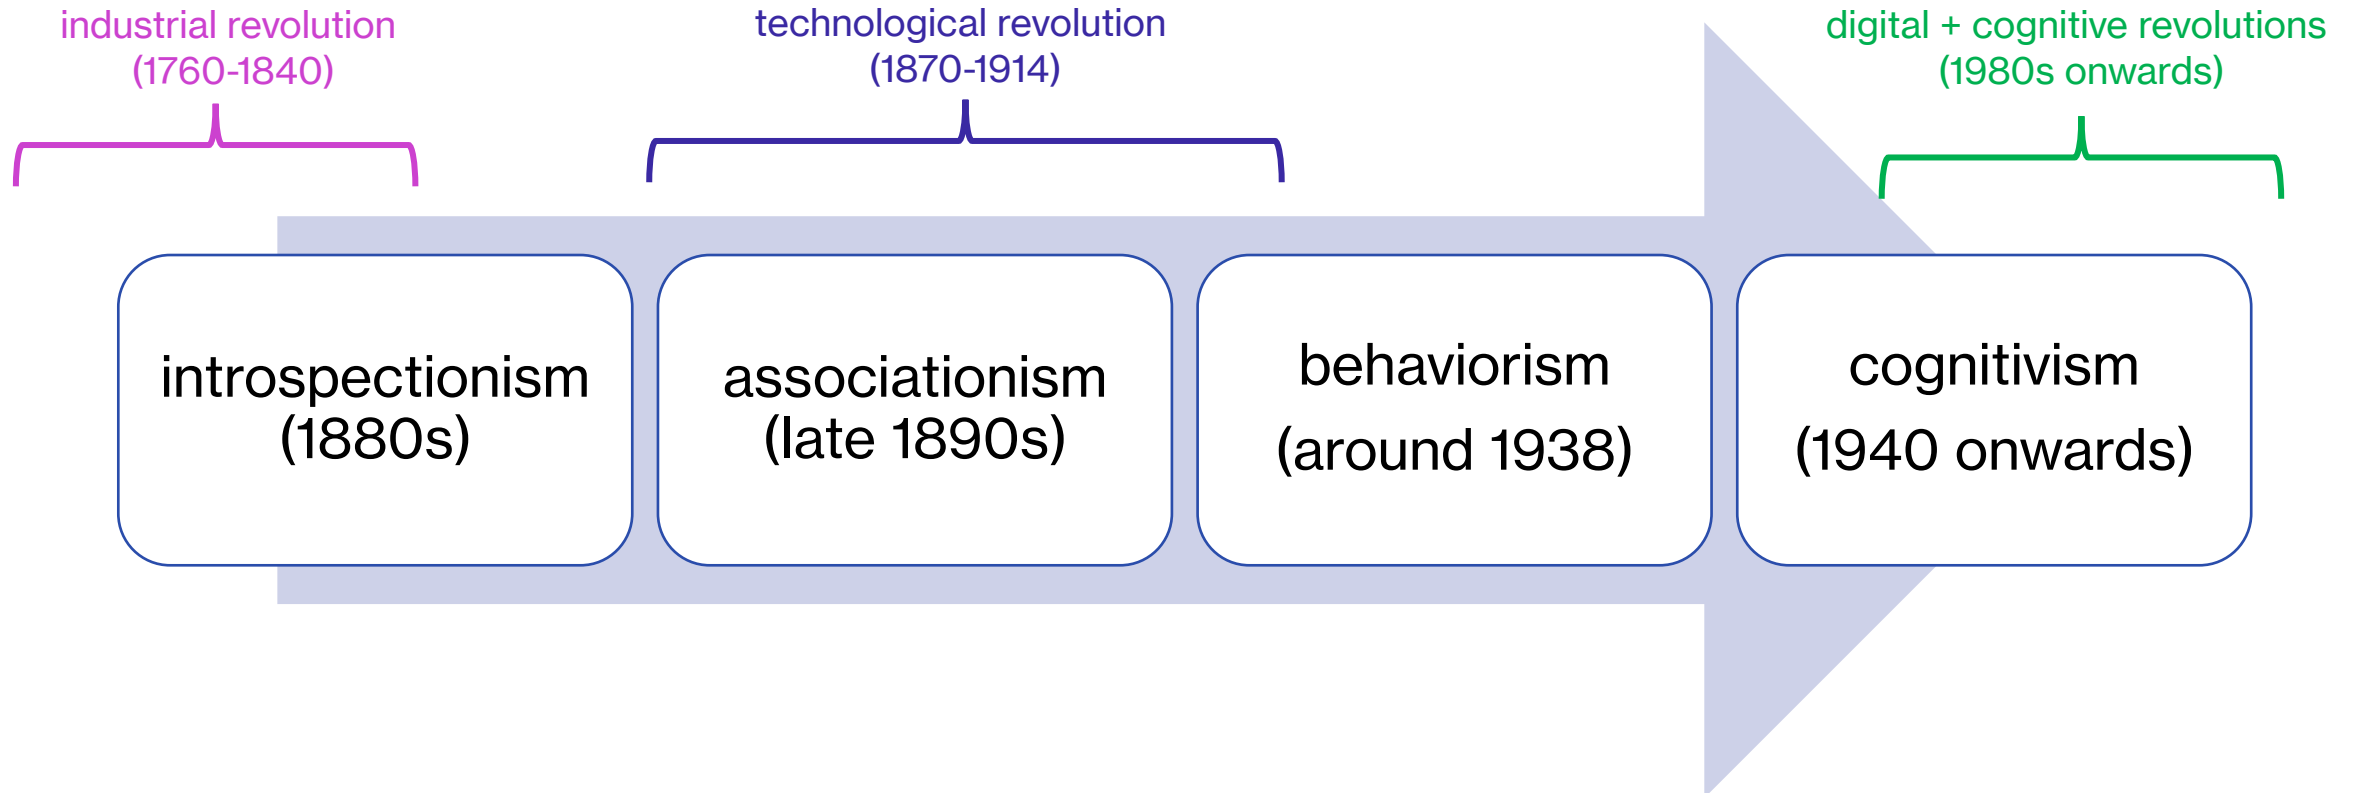 industrial revolution
(1760-1840)
technological revolution
(1870-1914)
digital + cognitive revolutions
(1980s onwards)
introspectionism
(1880s)
associationism
(late 1890s)
behaviorism
(around 1938)
cognitivism
(1940 onwards)